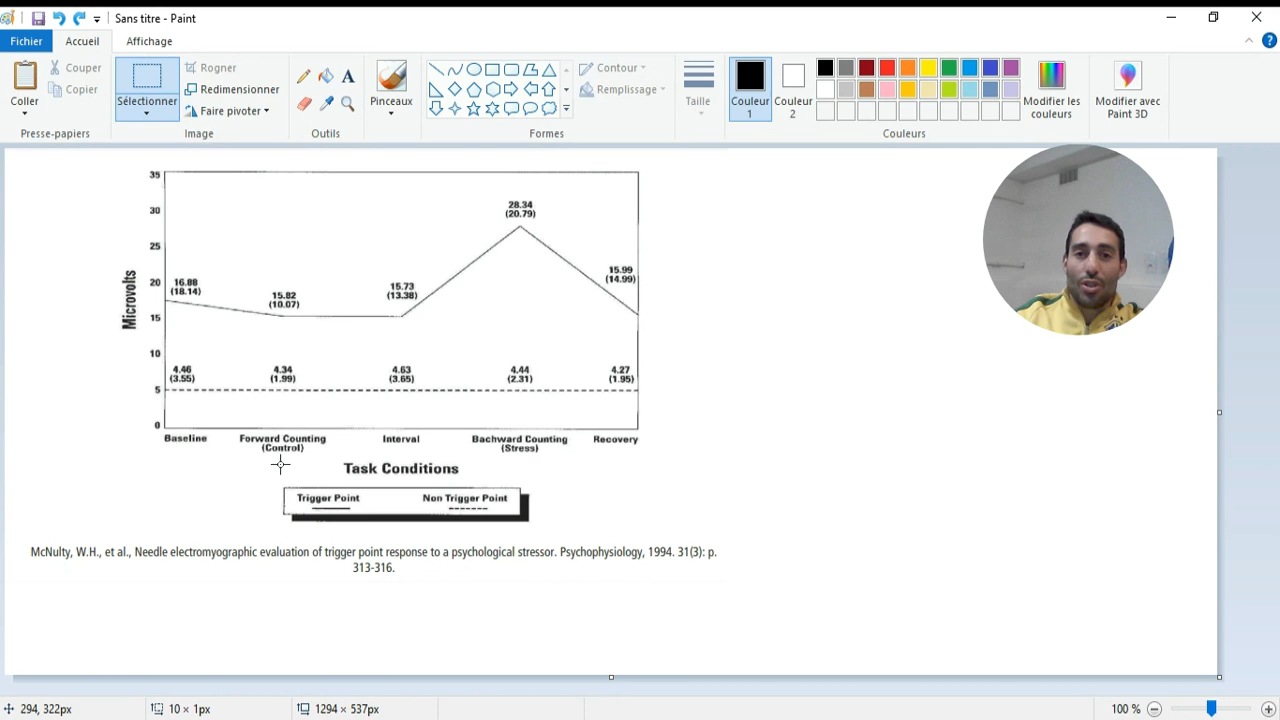 Sans titre - Paint
Fichier
Accueil
Affichage
Coller
Couper
Copier
Presse-papiers
Sélectionner
Rogner
Redimensionner
Faire pivoter
Image
A
Outils
Pinceaux
Contour
Remplissage
Formes
Taille
Couleur
1
Couleur
2
Modifier les
couleurs
Couleurs
Modifier avec
Paint 3D
35
30
25
20
15
10
5
0
Microvolts
16.88
(18.14)
15.82
(10.07)
15.73
(13.38)
28.34
(20.79)
15.99
(14.99)
4.46
(3.55)
4.34
(1.99)
4.63
(3.65)
4.44
(2.31)
4.27
(1.95)
Baseline
Forward Counting
(Control)
Interval
Bachward Counting
(Stress)
Recovery
Task Conditions
Trigger Point
Non Trigger Point
McNulty, W.H., et al., Needle electromyographic evaluation of trigger point response to a psychological stressor. Psychophysiology, 1994. 31(3): p.
313-316.
294, 322px
10 × 1px
1294 × 537px
100 %